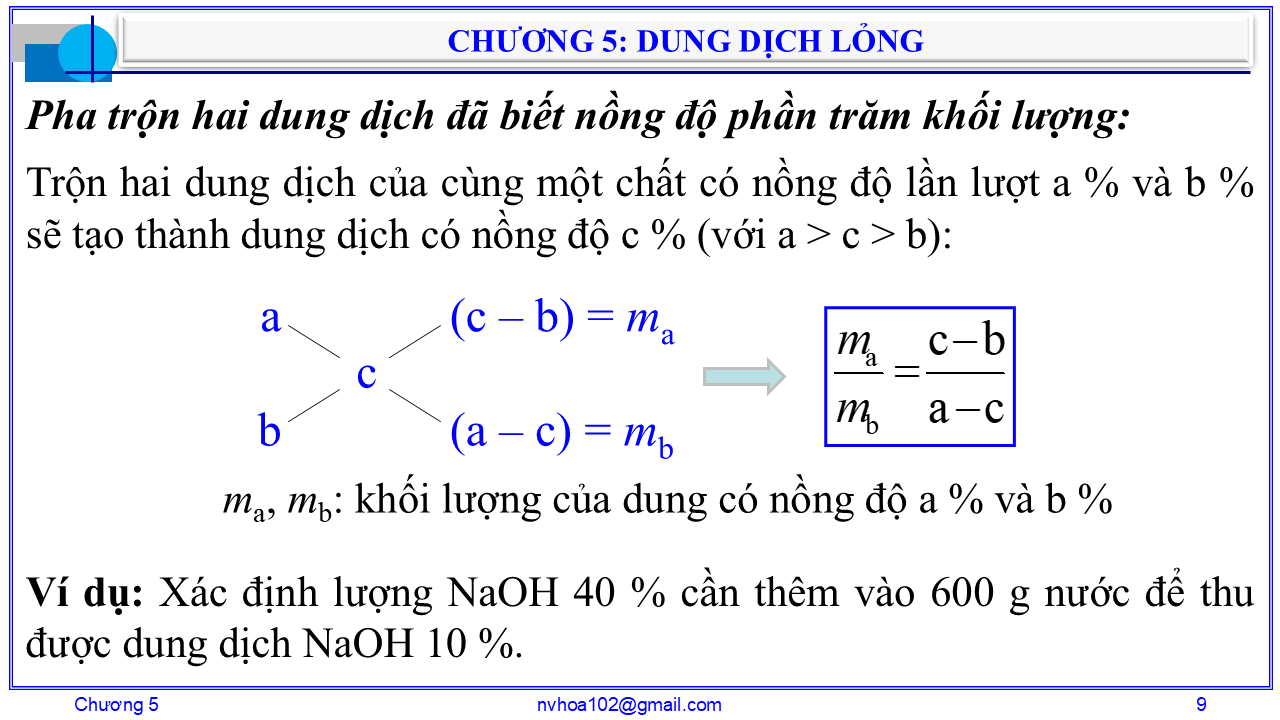 CHƯƠNG 5: DUNG DỊCH LỎNG
Pha trộn hai dung dịch đã biết nồng độ phần trăm khối lượng:
Trộn hai dung dịch của cùng một chất có nồng độ lần lượt a % và b %
sẽ tạo thành dung dịch có nồng độ c % (với a > c > b):
a (c – b) = mₐ
c
b (a – c) = m_b
mₐ/m_b = (c – b)/(a – c)
mₐ, m_b: khối lượng của dung có nồng độ a % và b %
Ví dụ: Xác định lượng NaOH 40 % cần thêm vào 600 g nước để thu
được dung dịch NaOH 10 %.
Chương 5 nvhoa102@gmail.com 9